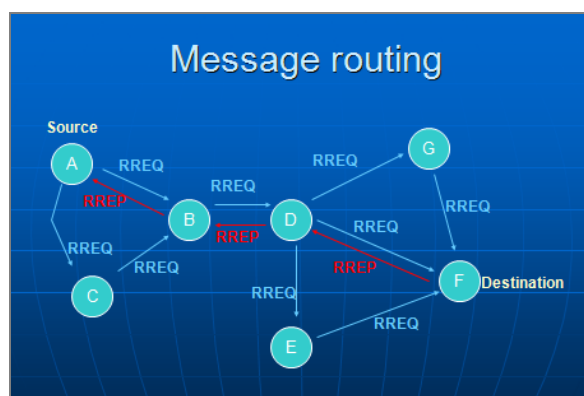 Message routing
Source
A
G
RREQ
RREQ
RREQ
RREP
B
D
RREQ
RREQ
RREP
RREQ
RREQ
RREP
F
Destination
C
RREQ
RREQ
E
RREQ